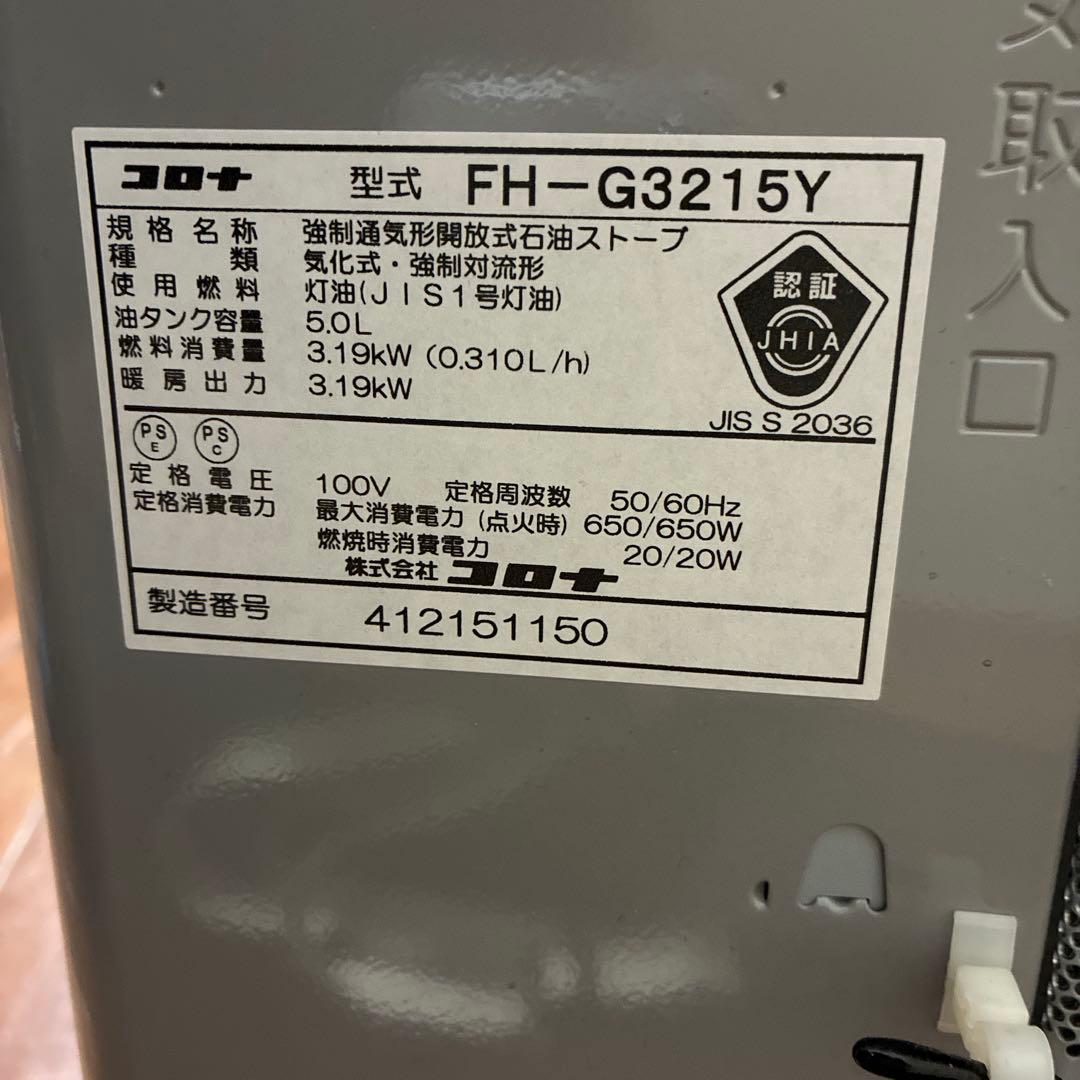 コロナ 型式 FH-G3215Y
規格名称 強制通気形開放式石油ストーブ
種類 気化式・強制対流形
使用燃料 灯油(JIS1号灯油)
油タンク容量 5.0L
燃料消費量 3.19kW (0.310L/h)
暖房出力 3.19kW
認証
JHIA
JIS S 2036
PS E PS C
定格電圧 100V 定格周波数 50/60Hz
定格消費電力 最大消費電力 (点火時) 650/650W
燃焼時消費電力 20/20W
株式会社 コロナ
製造番号 412151150
取入口